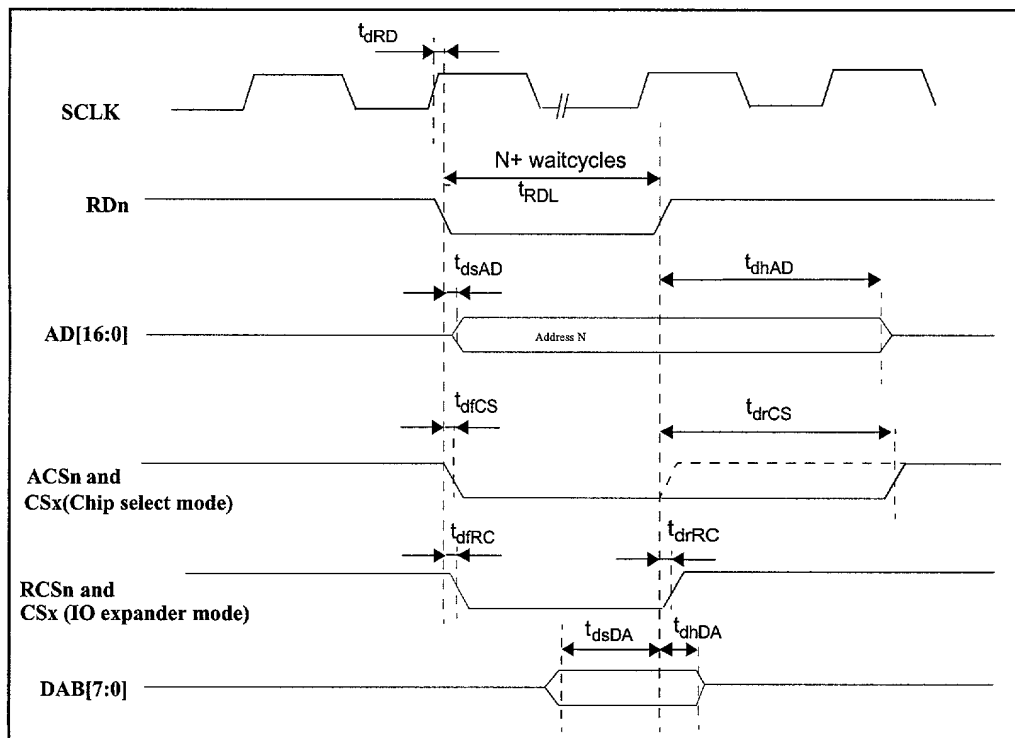 tdRD
SCLK
N+ waitcycles
tRDL
RDn
tdsAD
tdhAD
AD[16:0]
Address N
tdfCS
tdrCS
ACSn and
CSx(Chip select mode)
tdfRC
tdrRC
RCSn and
CSx (IO expander mode)
tdsDA
tdhDA
DAB[7:0]